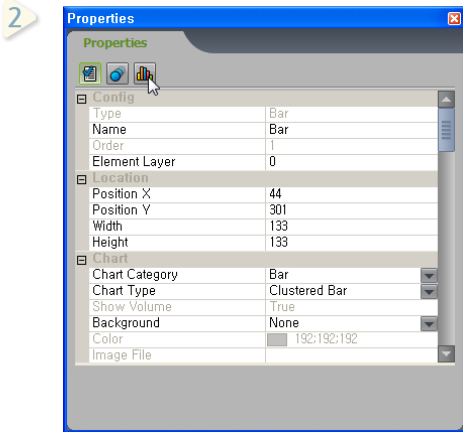 2
Properties
Properties
Config
Type Bar
Name Bar
Order 1
Element Layer 0
Location
Position X 44
Position Y 301
Width 133
Height 133
Chart
Chart Category Bar
Chart Type Clustered Bar
Show Volume True
Background None
Color 192;192;192
Image File